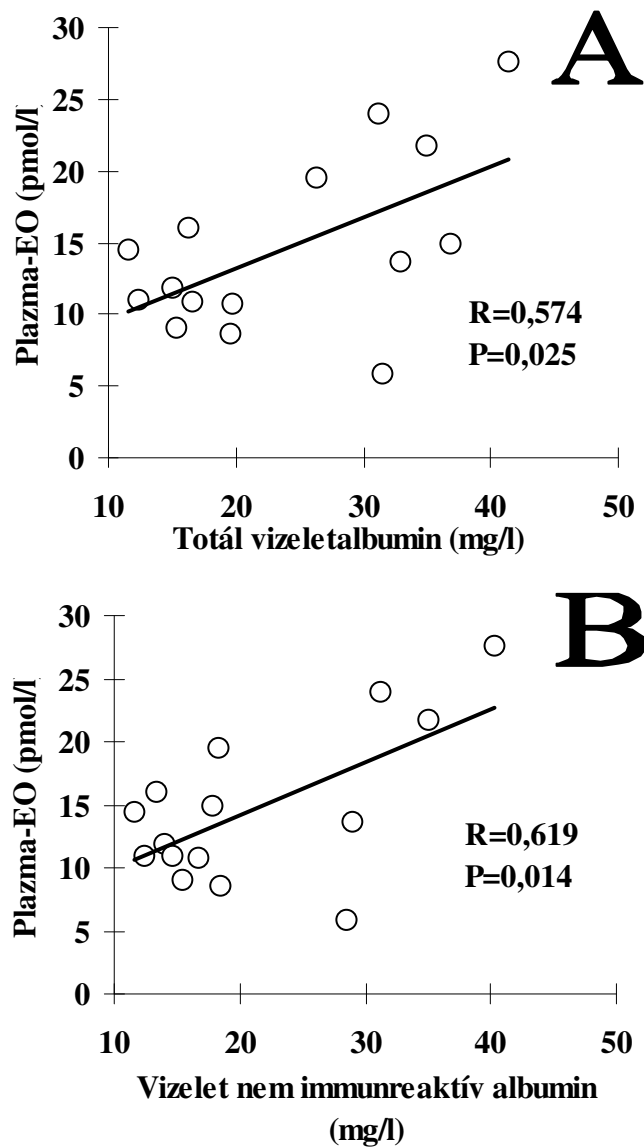 A
30
25
20
15
10
5
0
Plazma-EO (pmol/l)
R=0,574
P=0,025
10 20 30 40 50
Totál vizeletalbumin (mg/l)
B
30
25
20
15
10
5
0
Plazma-EO (pmol/l)
R=0,619
P=0,014
10 20 30 40 50
Vizelet nem immunreaktív albumin
(mg/l)